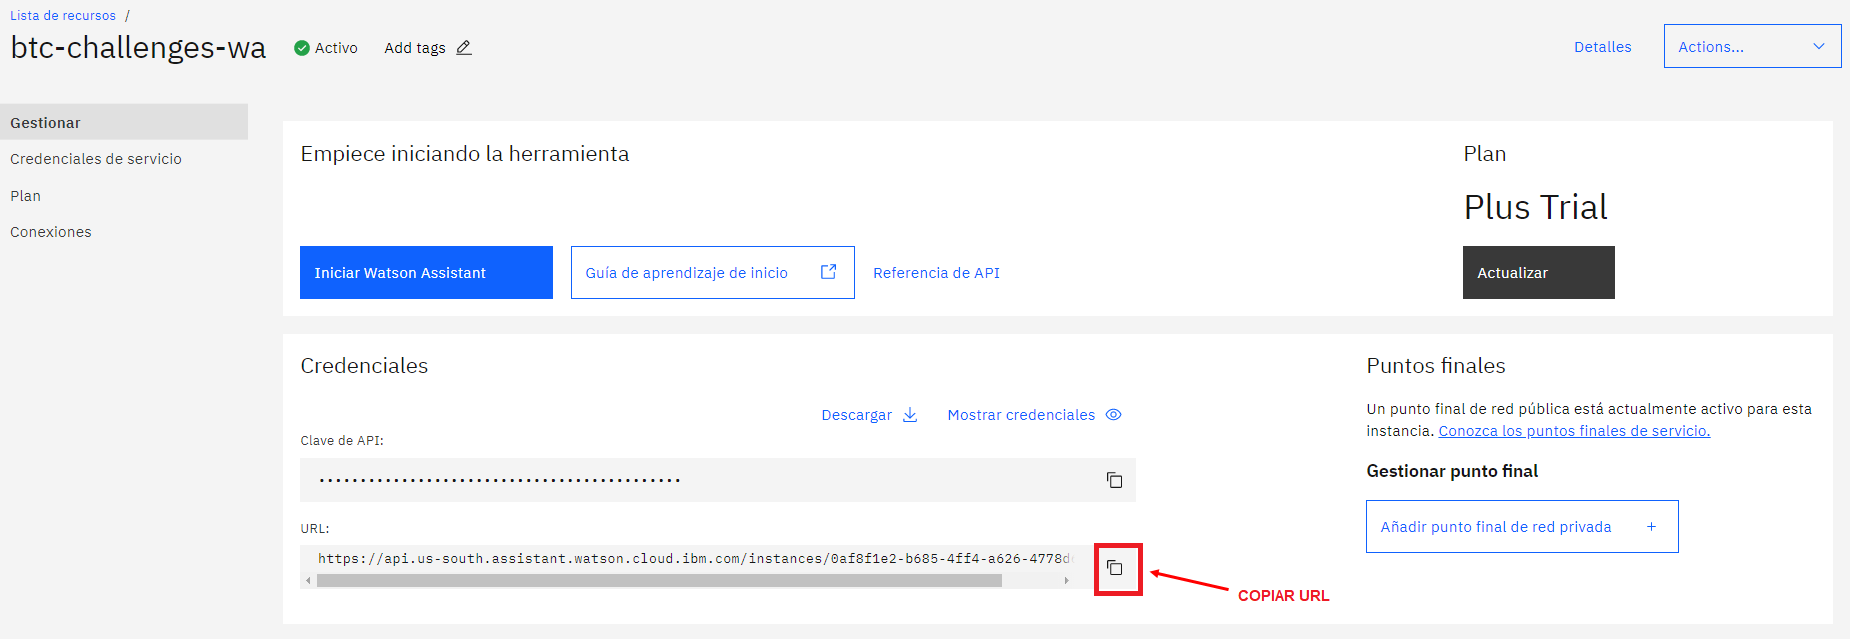 Lista de recursos /
btc-challenges-wa
Activo
Add tags
Detalles
Actions...
Gestionar
Credenciales de servicio
Plan
Conexiones
Empiece iniciando la herramienta
Iniciar Watson Assistant
Guía de aprendizaje de inicio
Referencia de API
Plan
Plus Trial
Actualizar
Credenciales
Descargar
Mostrar credenciales
Clave de API:
URL:
https://api.us-south.assistant.watson.cloud.ibm.com/instances/0af8f1e2-b685-4ff4-a626-4778d
COPIAR URL
Puntos finales
Un punto final de red pública está actualmente activo para esta
instancia. Conozca los puntos finales de servicio.
Gestionar punto final
Añadir punto final de red privada +